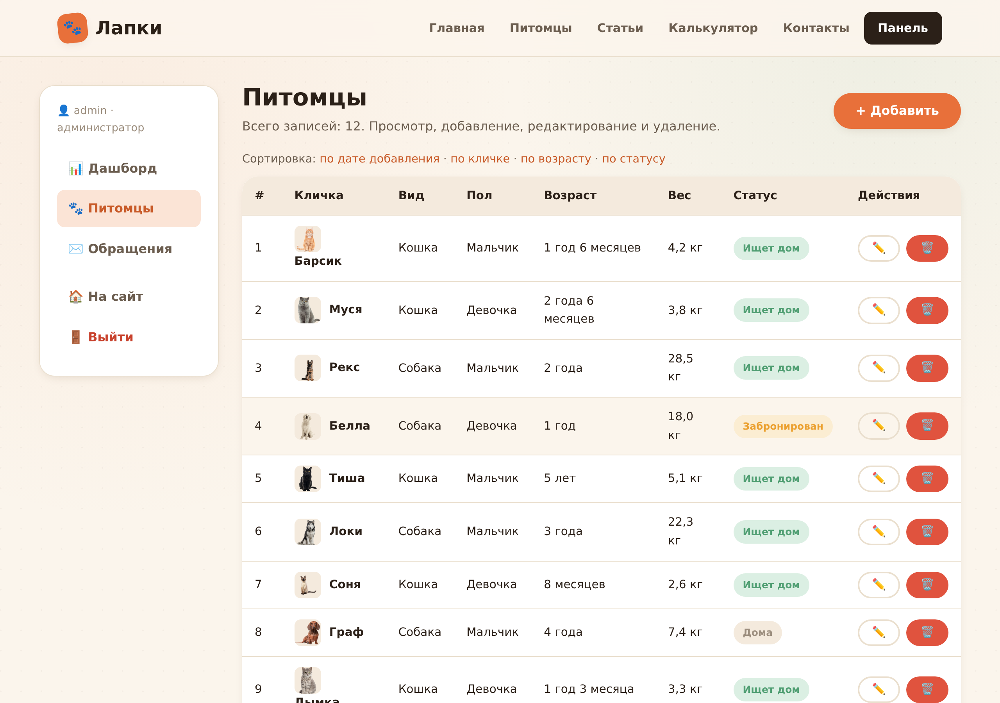 Лапки
Главная Питомцы Статьи Калькулятор Контакты Панель
admin ·
администратор
Дашборд
Питомцы
Обращения
На сайт
Выйти
Питомцы
Всего записей: 12. Просмотр, добавление, редактирование и удаление.
+ Добавить
Сортировка: по дате добавления · по кличке · по возрасту · по статусу
# Кличка Вид Пол Возраст Вес Статус Действия
1 Барсик Кошка Мальчик 1 год 6 месяцев 4,2 кг Ищет дом
2 Муся Кошка Девочка 2 года 6 месяцев 3,8 кг Ищет дом
3 Рекс Собака Мальчик 2 года 28,5 кг Ищет дом
4 Белла Собака Девочка 1 год 18,0 кг Забронирован
5 Тиша Кошка Мальчик 5 лет 5,1 кг Ищет дом
6 Локи Собака Мальчик 3 года 22,3 кг Ищет дом
7 Соня Кошка Девочка 8 месяцев 2,6 кг Ищет дом
8 Граф Собака Мальчик 4 года 7,4 кг Дома
9 Дымка Кошка Девочка 1 год 3 месяца 3,3 кг Ищет дом